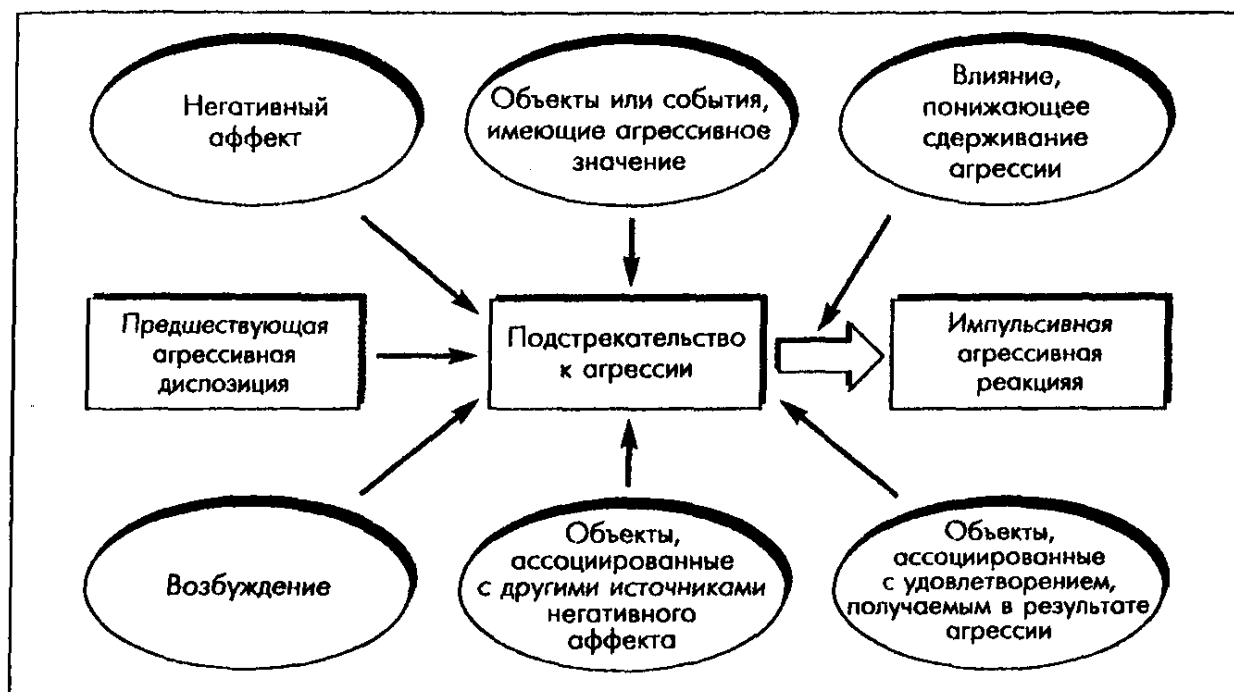 Негативный
аффект
Объекты или события,
имеющие агрессивное
значение
Влияние,
понижающее
сдерживание
агрессии
Предшествующая
агрессивная
диспозиция
Подстрекательство
к агрессии
Импульсивная
агрессивная
реакцияя
Возбуждение
Объекты,
ассоциированные
с другими источниками
негативного
аффекта
Объекты,
ассоциированные
с удовлетворением,
получаемым в результате
агрессии